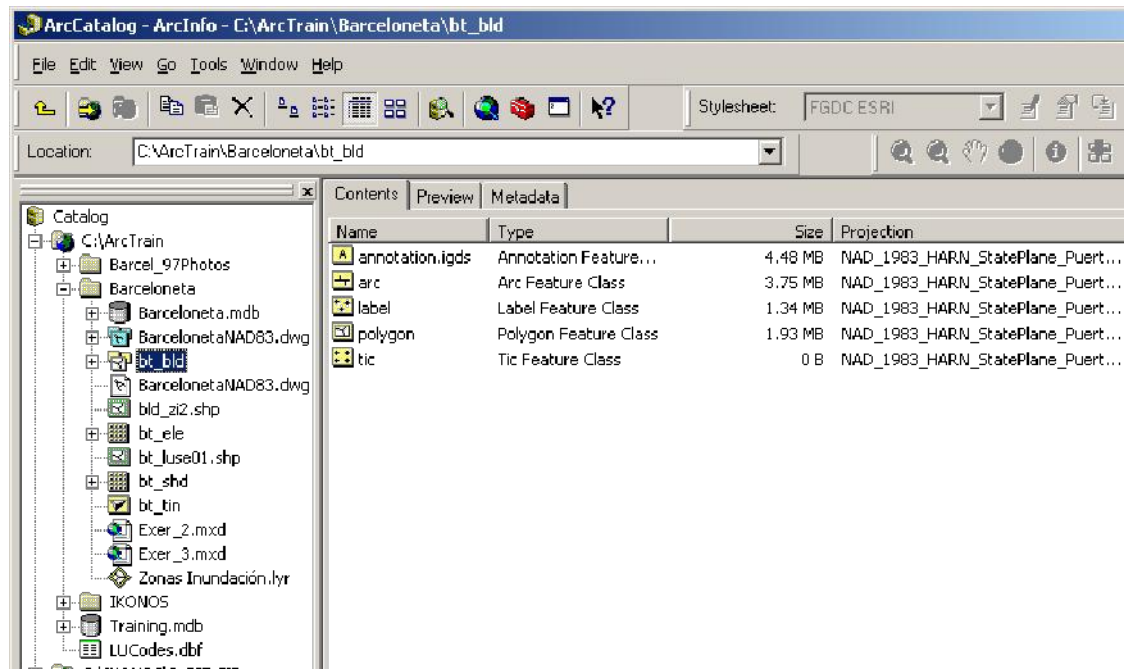 ArcCatalog - ArcInfo - C:\ArcTrain\Barceloneta\bt_bld
File Edit View Go Tools Window Help
Stylesheet: FGDC ESRI
Location: C:\ArcTrain\Barceloneta\bt_bld
Contents Preview Metadata
Catalog
C:\ArcTrain
Barcel_97Photos
Barceloneta
Barceloneta.mdb
BarcelonetaNAD83.dwg
bt_bld
BarcelonetaNAD83.dwg
bld_zi2.shp
bt_ele
bt_luse01.shp
bt_shd
bt_tin
Exer_2.mxd
Exer_3.mxd
Zonas Inundación.lyr
IKONOS
Training.mdb
LUCodes.dbf
Name Type Size Projection
annotation.igds Annotation Feature... 4.48 MB NAD_1983_HARN_StatePlane_Puert...
arc Arc Feature Class 3.75 MB NAD_1983_HARN_StatePlane_Puert...
label Label Feature Class 1.34 MB NAD_1983_HARN_StatePlane_Puert...
polygon Polygon Feature Class 1.93 MB NAD_1983_HARN_StatePlane_Puert...
tic Tic Feature Class 0 B NAD_1983_HARN_StatePlane_Puert...